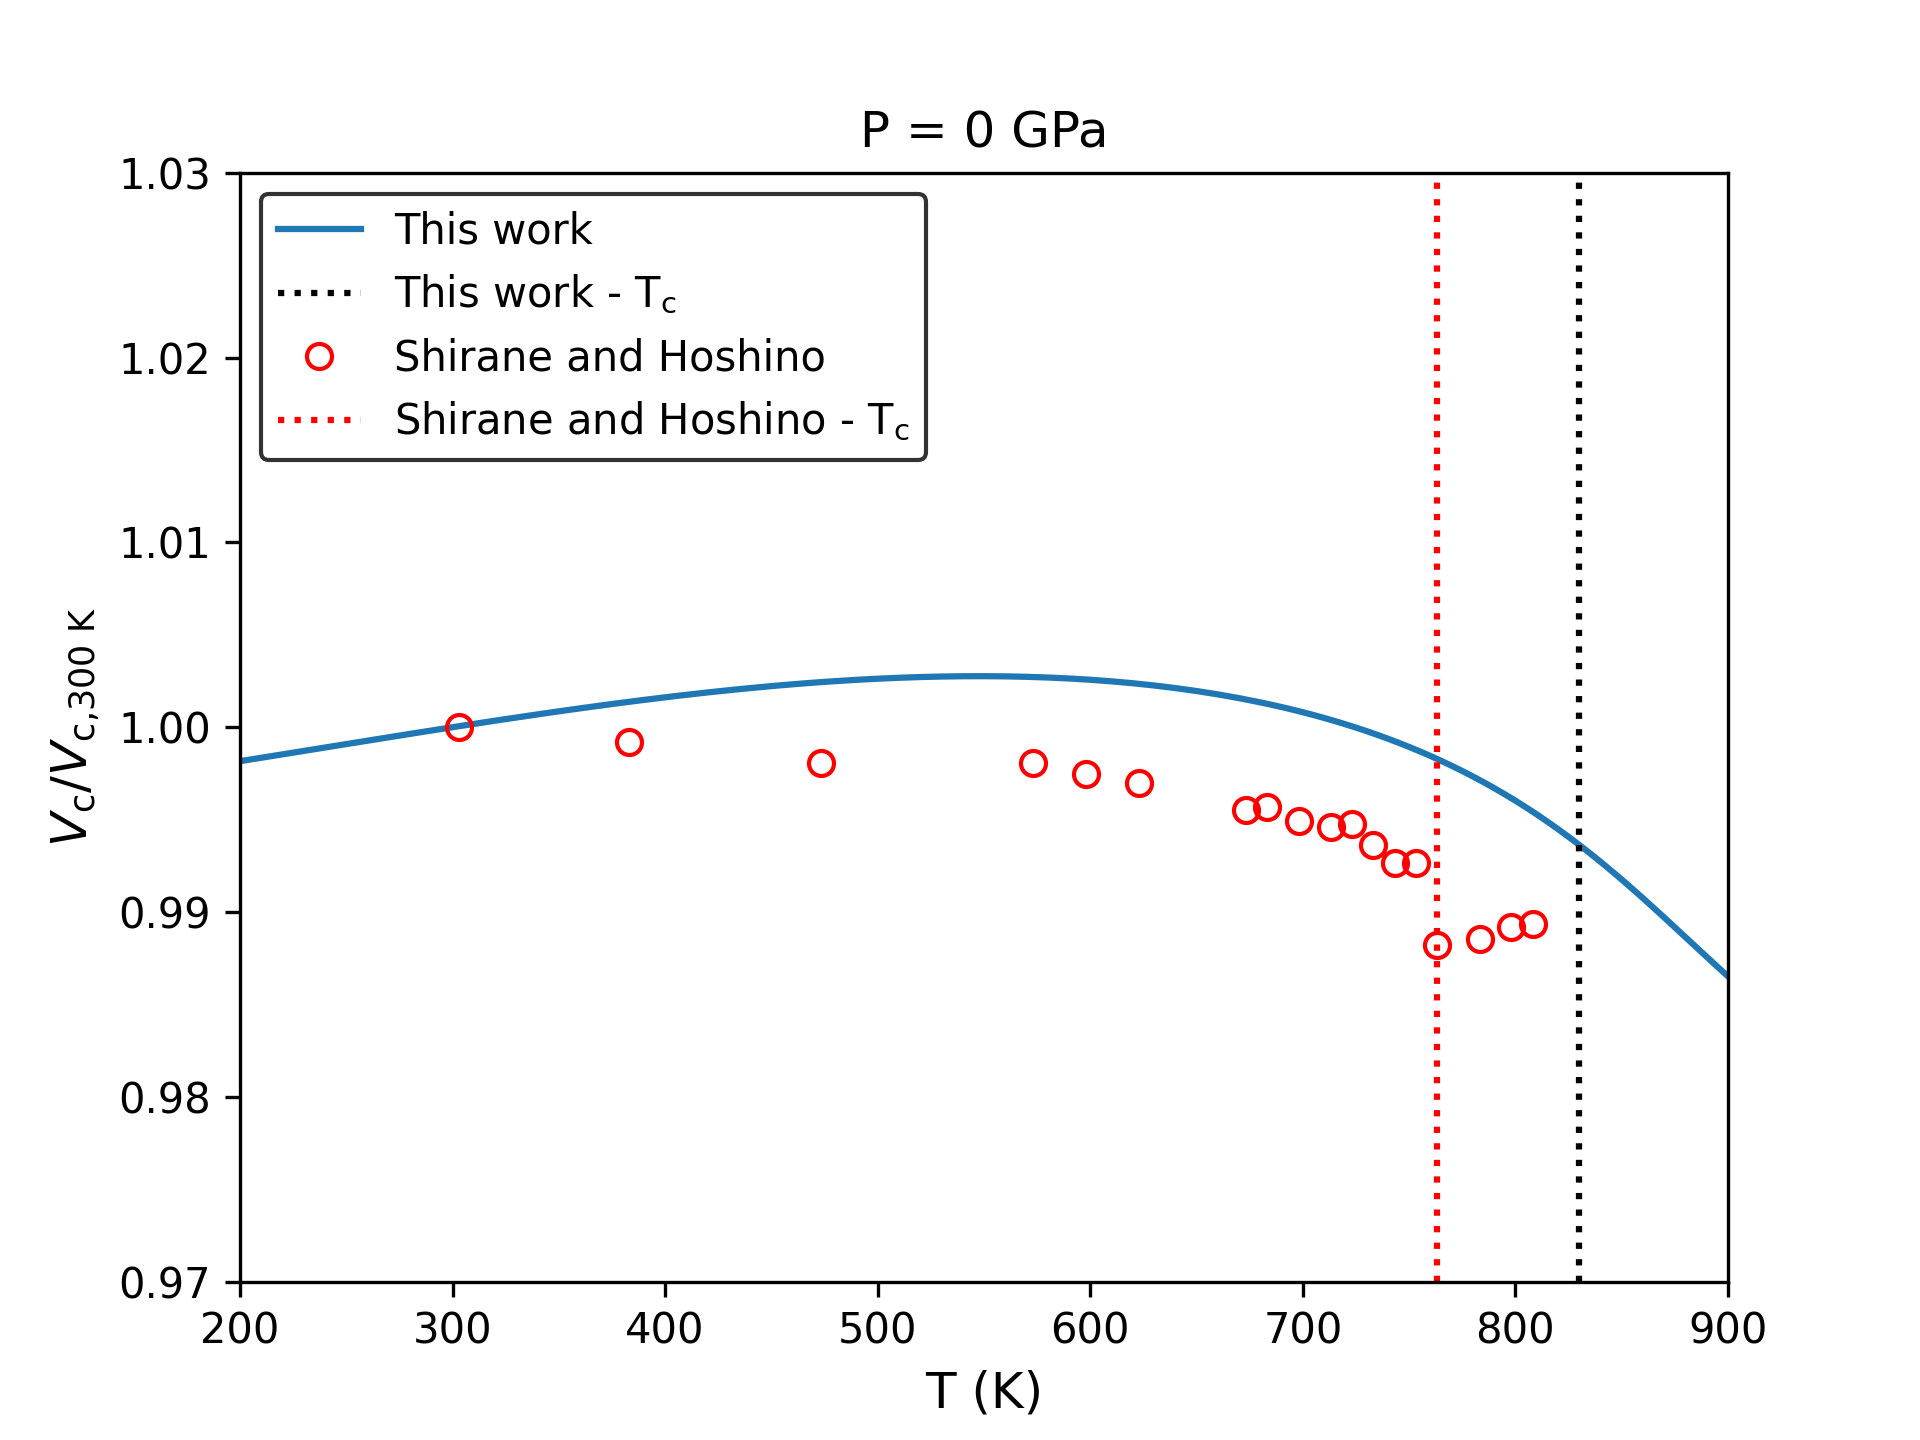 P = 0 GPa
1.03
1.02
1.01
1.00
0.99
0.98
0.97
This work
This work - Tc
Shirane and Hoshino
Shirane and Hoshino - Tc
Vc/Vc,300 K
200 300 400 500 600 700 800 900
T (K)